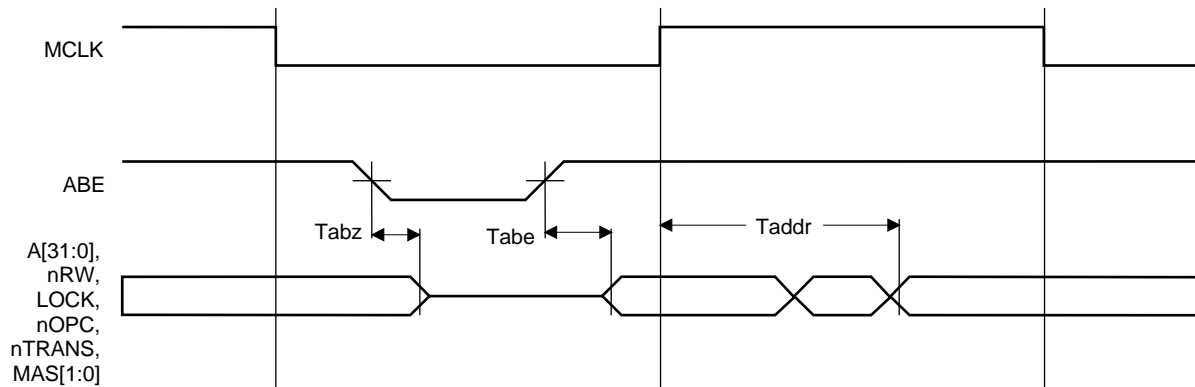 MCLK
ABE
Tabz
Tabe
Taddr
A[31:0],
nRW,
LOCK,
nOPC,
nTRANS,
MAS[1:0]